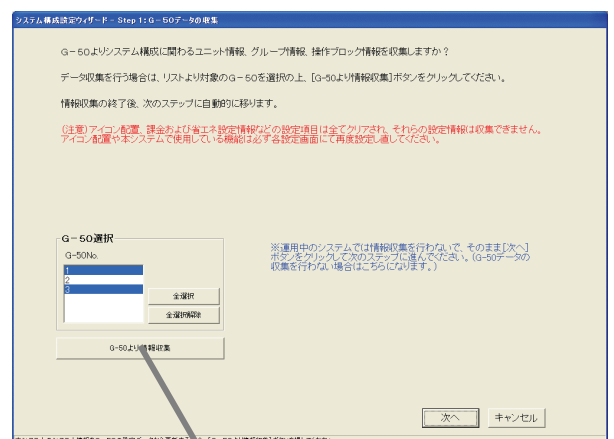 システム構成設定ウィザード - Step 1:G-50データの収集
G-50よりシステム構成に関わるユニット情報、グループ情報、操作ブロック情報を収集しますか?
データ収集を行う場合は、リストより対象のG-50を選択の上、[G-50より情報収集]ボタンをクリックしてください。
情報収集の終了後、次のステップに自動的に移ります。
(注意)アイコン配置、課金および省エネ設定情報などの設定項目は全てクリアされ、それらの設定情報は収集できません。
アイコン配置や本システムで使用している機能は必ず各設定画面にて再度設定し直してください。
G-50選択
G-50No.
1
2
3
全選択
全選択解除
※運用中のシステムでは情報収集を行わないで、そのまま[次へ]
ボタンをクリックして次のステップに進んでください。(G-50データの
収集を行わない場合はこちらになります。)
G-50より情報収集
次へ
キャンセル